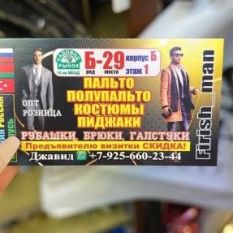 САДОВОД
РЫНОК
14 км МКАД
Б-29 корпус Б
ряд место этаж 1
ПАЛЬТО
ПОЛУПАЛЬТО
КОСТЮМЫ
ПИДЖАКИ
ОПТ
РОЗНИЦА
РУБАШКИ, БРЮКИ, ГАЛСТУКИ
Предъявителю визитки СКИДКА!
Джавид +7-925-660-23-44
Firish_man